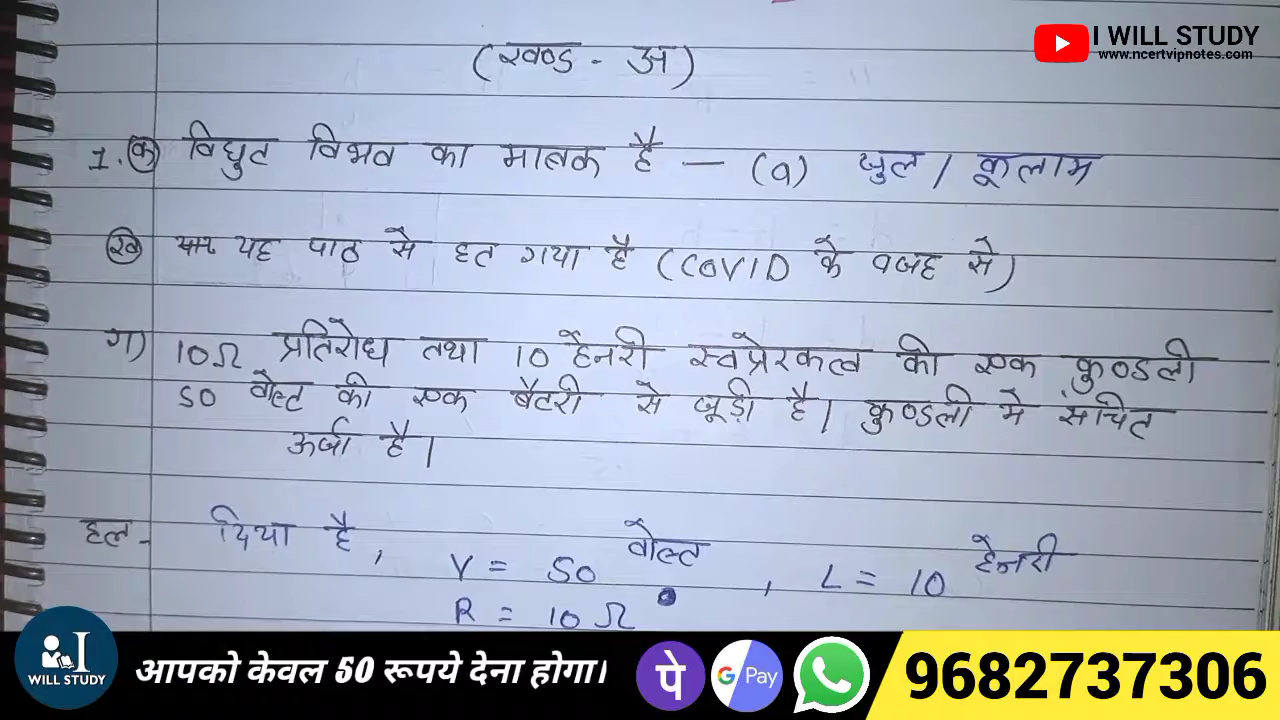 I WILL STUDY
www.ncertvipnotes.com
(खण्ड - अ)
1. (क) विधुत विभव का मात्रक है — (a) जुल / कूलाम
(ख) यह पाठ से हट गया है (COVID के वजह से)
ग) 10Ω प्रतिरोध तथा 10 हैनरी स्वप्रेरकत्व की एक कुण्डली
50 वोल्ट की एक बैटरी से जूड़ी है। कुण्डली मे संचित
ऊर्जा है।
हल - दिया है, V = 50 वोल्ट, L = 10 हैनरी
R = 10 Ω
I
WILL STUDY
आपको केवल 50 रूपये देना होगा।
पे
G Pay
9682737306